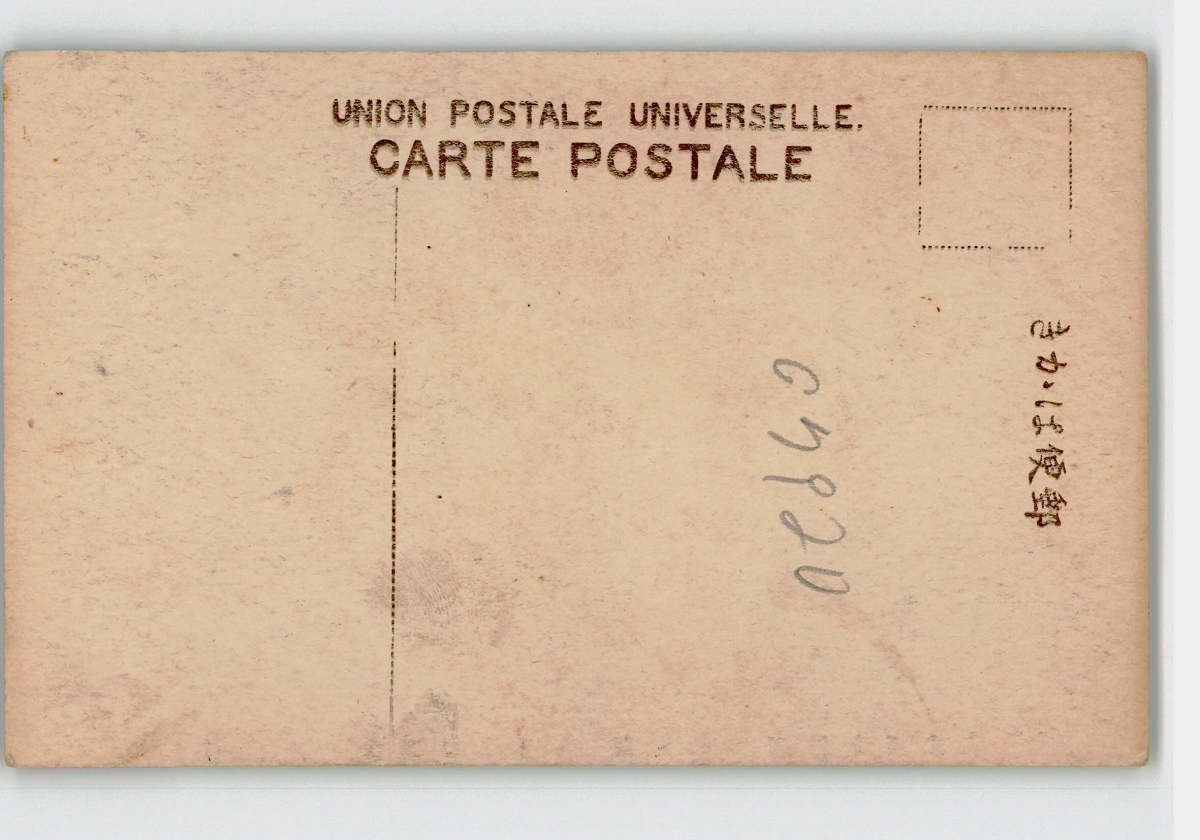 UNION POSTALE UNIVERSELLE.
CARTE POSTALE
きがは便郵